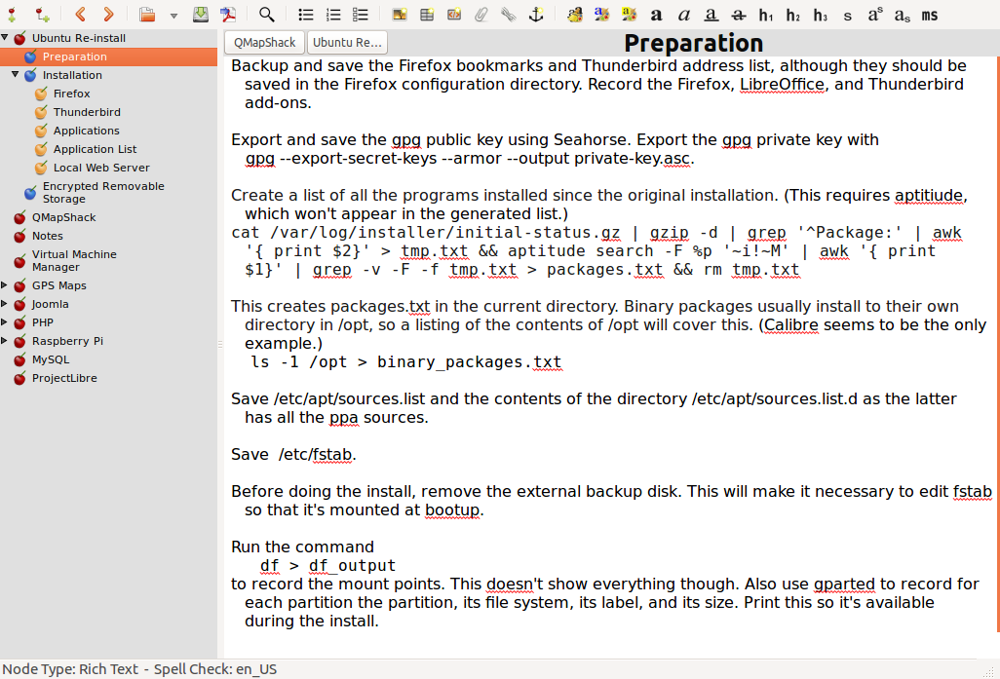 h1 h2 h3 s as as ms
Ubuntu Re-install
Preparation
Installation
Firefox
Thunderbird
Applications
Application List
Local Web Server
Encrypted Removable
Storage
QMapShack
Notes
Virtual Machine
Manager
GPS Maps
Joomla
PHP
Raspberry Pi
MySQL
ProjectLibre
QMapShack
Ubuntu Re...
Preparation
Backup and save the Firefox bookmarks and Thunderbird address list, although they should be
saved in the Firefox configuration directory. Record the Firefox, LibreOffice, and Thunderbird
add-ons.
Export and save the gpg public key using Seahorse. Export the gpg private key with
gpg --export-secret-keys --armor --output private-key.asc.
Create a list of all the programs installed since the original installation. (This requires aptitiude,
which won't appear in the generated list.)
cat /var/log/installer/initial-status.gz | gzip -d | grep '^Package:' | awk
'{ print $2}' > tmp.txt && aptitude search -F %p '~i!~M' | awk '{ print
$1}' | grep -v -F -f tmp.txt > packages.txt && rm tmp.txt
This creates packages.txt in the current directory. Binary packages usually install to their own
directory in /opt, so a listing of the contents of /opt will cover this. (Calibre seems to be the only
example.)
ls -1 /opt > binary_packages.txt
Save /etc/apt/sources.list and the contents of the directory /etc/apt/sources.list.d as the latter
has all the ppa sources.
Save  /etc/fstab.
Before doing the install, remove the external backup disk. This will make it necessary to edit fstab
so that it's mounted at bootup.
Run the command
df > df_output
to record the mount points. This doesn't show everything though. Also use gparted to record for
each partition the partition, its file system, its label, and its size. Print this so it's available
during the install.
Node Type: Rich Text - Spell Check: en_US